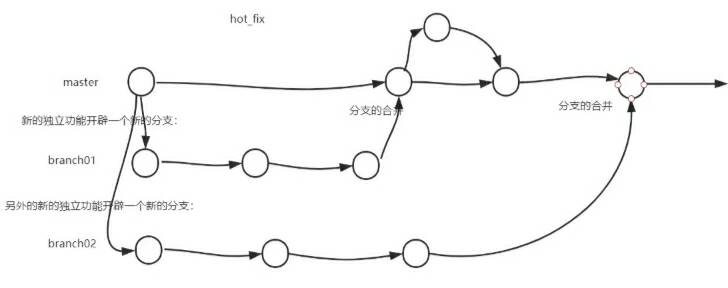 hot_fix
master
分支的合并
分支的合并
新的独立功能开辟一个新的分支：
branch01
另外的新的独立功能开辟一个新的分支：
branch02